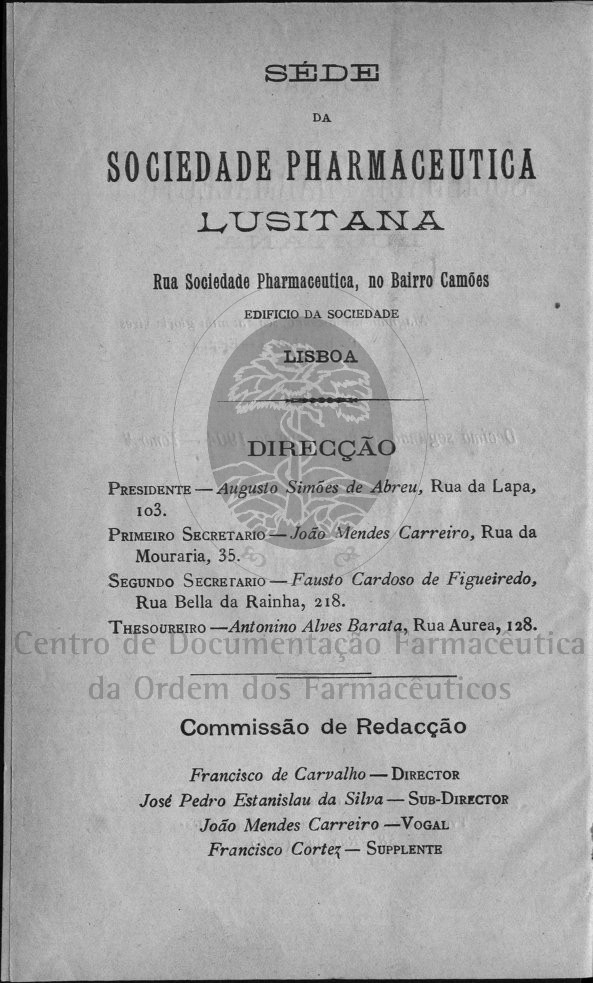 SÉDE
DA
SOCIEDADE PHARMACEUTICA
LUSITANA
Rua Sociedade Pharmaceutica, no Bairro Camões
EDIFICIO DA SOCIEDADE
LISBOA
DIRECÇÃO
PRESIDENTE — Augusto Simões de Abreu, Rua da Lapa,
103.
PRIMEIRO SECRETARIO — João Mendes Carreiro, Rua da
Mouraria, 35.
SEGUNDO SECRETARIO — Fausto Cardoso de Figueiredo,
Rua Bella da Rainha, 218.
THESOUREIRO — Antonino Alves Barata, Rua Aurea, 128.
Centro de Documentação Farmacêutica
da Ordem dos Farmacêuticos
Commissão de Redacção
Francisco de Carvalho — DIRECTOR
José Pedro Estanislau da Silva — SUB-DIRECTOR
João Mendes Carreiro — VOGAL
Francisco Cortez — SUPPLENTE